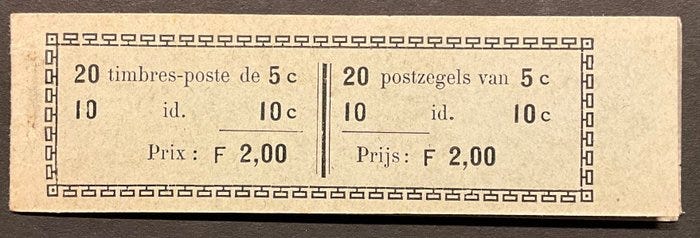 20 timbres-poste de 5 c
10 id. 10 c
Prix : F 2,00
20 postzegels van 5 c
10 id. 10 c
Prijs : F 2,00